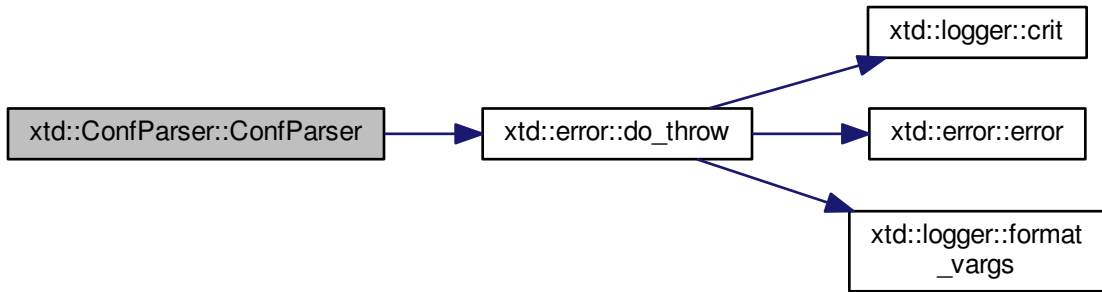 xtd::logger::crit
xtd::ConfParser::ConfParser
xtd::error::do_throw
xtd::error::error
xtd::logger::format
_vargs